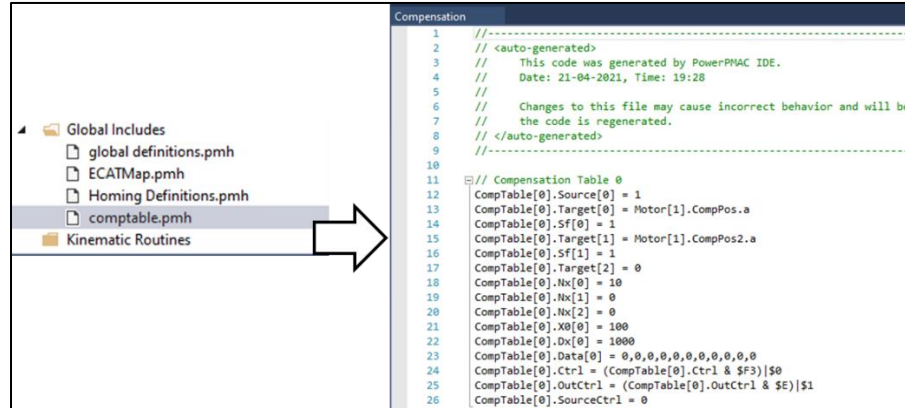 Global Includes
global definitions.pmh
ECATMap.pmh
Homing Definitions.pmh
comptable.pmh
Kinematic Routines
Compensation
1 //-----------------------------------------------------------------
2 // <auto-generated>
3 //     This code was generated by PowerPMAC IDE.
4 //     Date: 21-04-2021, Time: 19:28
5 //
6 //     Changes to this file may cause incorrect behavior and will b
7 //     the code is regenerated.
8 // </auto-generated>
9 //-----------------------------------------------------------------
10
11 // Compensation Table 0
12 CompTable[0].Source[0] = 1
13 CompTable[0].Target[0] = Motor[1].CompPos.a
14 CompTable[0].Sf[0] = 1
15 CompTable[0].Target[1] = Motor[1].CompPos2.a
16 CompTable[0].Sf[1] = 1
17 CompTable[0].Target[2] = 0
18 CompTable[0].Nx[0] = 10
19 CompTable[0].Nx[1] = 0
20 CompTable[0].Nx[2] = 0
21 CompTable[0].X0[0] = 100
22 CompTable[0].Dx[0] = 1000
23 CompTable[0].Data[0] = 0,0,0,0,0,0,0,0,0,0,0
24 CompTable[0].Ctrl = (CompTable[0].Ctrl & $F3)|$0
25 CompTable[0].OutCtrl = (CompTable[0].OutCtrl & $E)|$1
26 CompTable[0].SourceCtrl = 0